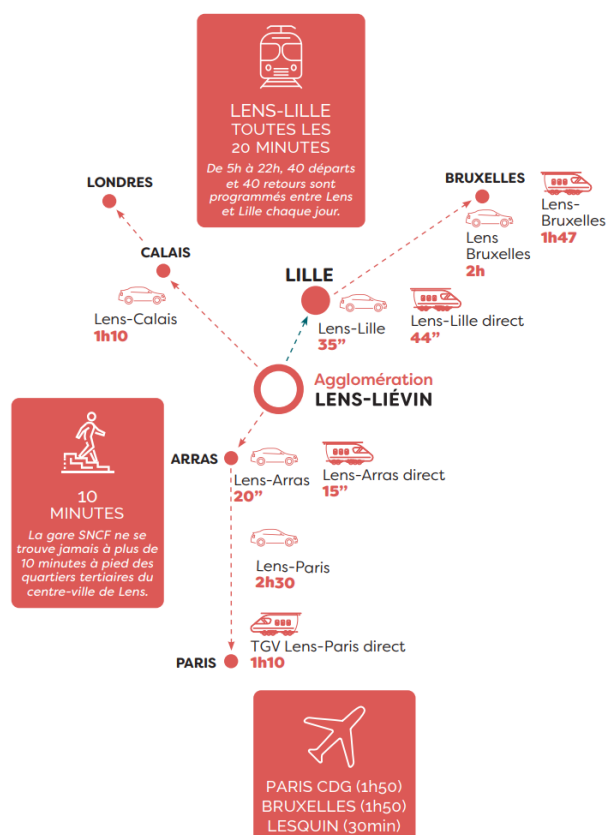 LENS-LILLE
TOUTES LES
20 MINUTES
De 5h à 22h, 40 départs
et 40 retours sont
programmés entre Lens
et Lille chaque jour.
LONDRES
BRUXELLES
Lens-
Bruxelles
1h47
Lens
Bruxelles
2h
CALAIS
Lens-Calais
1h10
LILLE
Lens-Lille
35”
Lens-Lille direct
44”
Agglomération
LENS-LIÉVIN
10
MINUTES
La gare SNCF ne se
trouve jamais à plus de
10 minutes à pied des
quartiers tertiaires du
centre-ville de Lens.
ARRAS
Lens-Arras
20”
Lens-Arras direct
15”
Lens-Paris
2h30
TGV Lens-Paris direct
1h10
PARIS
PARIS CDG (1h50)
BRUXELLES (1h50)
LESQUIN (30min)